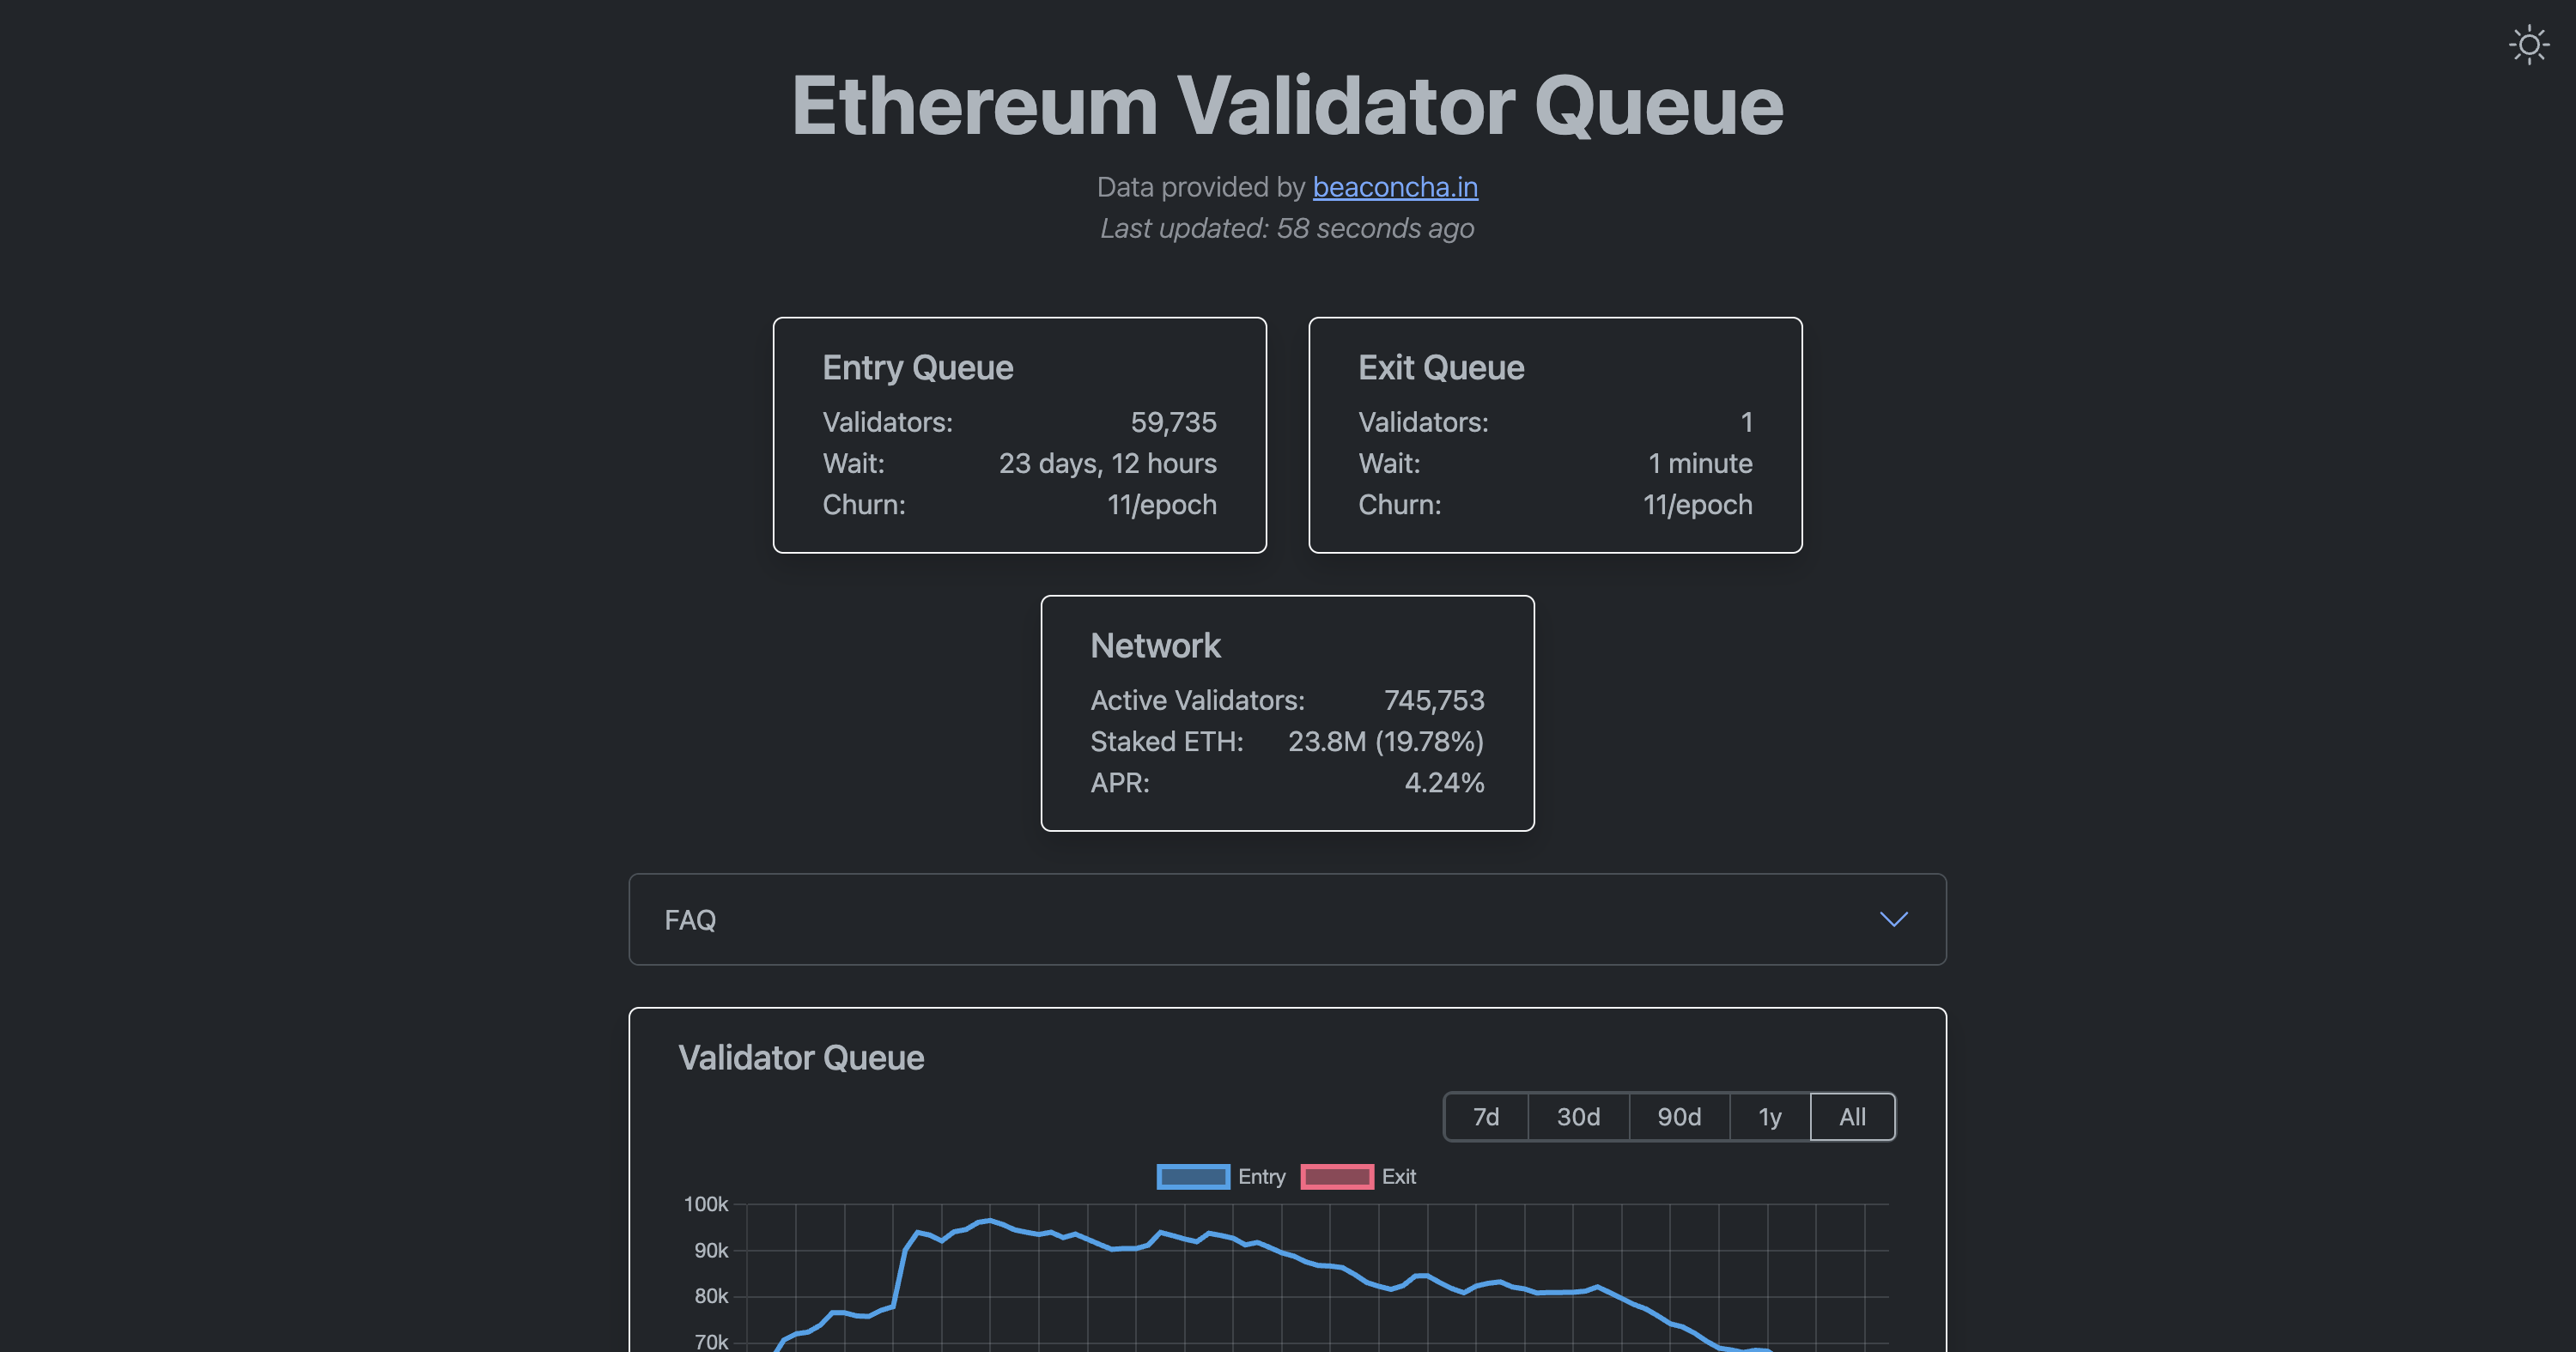 Ethereum Validator Queue
Data provided by beaconcha.in
Last updated: 58 seconds ago
Entry Queue
Validators: 59,735
Wait: 23 days, 12 hours
Churn: 11/epoch
Exit Queue
Validators: 1
Wait: 1 minute
Churn: 11/epoch
Network
Active Validators: 745,753
Staked ETH: 23.8M (19.78%)
APR: 4.24%
FAQ
Validator Queue
7d 30d 90d 1y All
Entry Exit
100k
90k
80k
70k